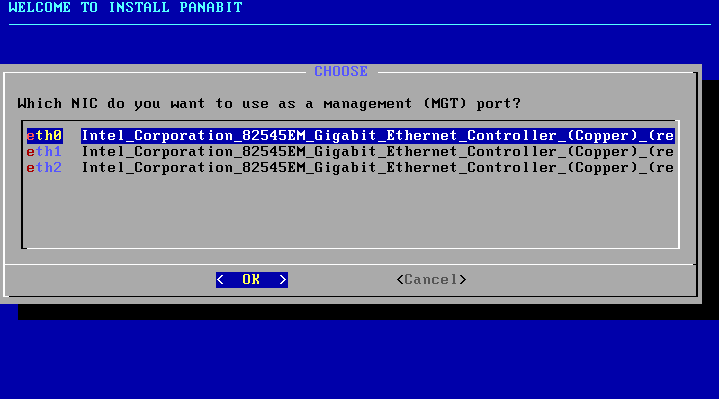 WELCOME TO INSTALL PANABIT
CHOOSE
Which NIC do you want to use as a management (MGT) port?
eth0 Intel_Corporation_82545EM_Gigabit_Ethernet_Controller_(Copper)_(re
eth1 Intel_Corporation_82545EM_Gigabit_Ethernet_Controller_(Copper)_(re
eth2 Intel_Corporation_82545EM_Gigabit_Ethernet_Controller_(Copper)_(re
< OK > <Cancel>